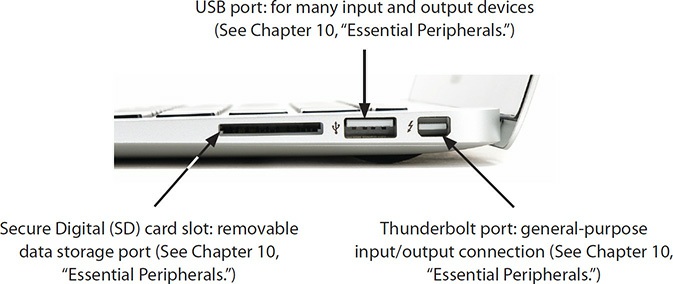 USB port: for many input and output devices
(See Chapter 10, “Essential Peripherals.”)
Secure Digital (SD) card slot: removable
data storage port (See Chapter 10,
“Essential Peripherals.”)
Thunderbolt port: general-purpose
input/output connection (See Chapter 10,
“Essential Peripherals.”)